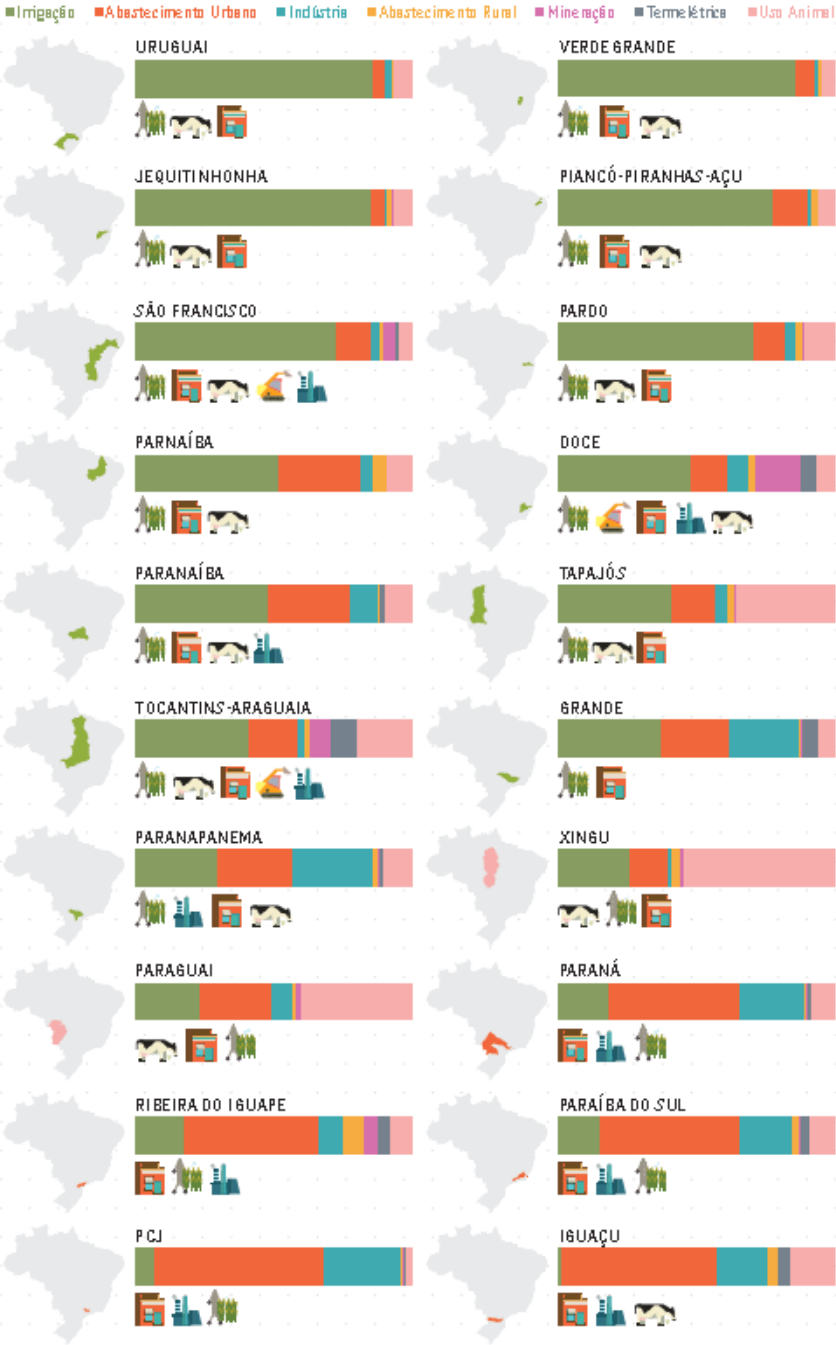 Irrigação Abastecimento Urbano Indústria Abastecimento Rural Mineração Termelétrica Uso Animal
URUGUAI VERDE GRANDE
JEQUITINHONHA PIANCÓ-PIRANHAS-AÇU
SÃO FRANCISCO PARDO
PARNAÍBA DOCE
PARANAÍBA TAPAJÓS
TOCANTINS-ARAGUAIA GRANDE
PARANAPANEMA XINGU
PARAGUAI PARANÁ
RIBEIRA DO IGUAPE PARAÍBA DO SUL
PCJ IGUAÇU